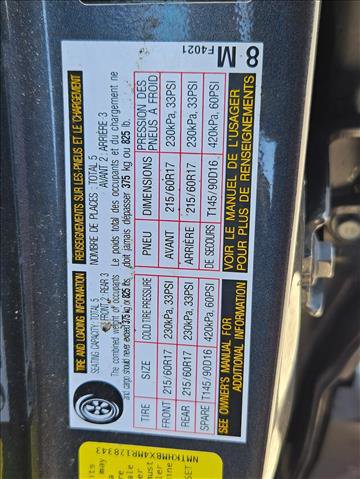 TIRE AND LOADING INFORMATION
SEATING CAPACITY : TOTAL 5
FRONT 2 : REAR 3
The combined weight of occupants
and cargo should never exceed 375 kg or 825 lbs.
TIRE SIZE COLD TIRE PRESSURE
FRONT 215/60R17 230kPa, 33PSI
REAR 215/60R17 230kPa, 33PSI
SPARE T145/90D16 420kPa, 60PSI
SEE OWNER'S MANUAL FOR
ADDITIONAL INFORMATION
RENSEIGNEMENTS SUR LES PNEUS ET LE CHARGEMENT
NOMBRE DE PLACES : TOTAL 5
AVANT 2 : ARRIÈRE 3
Le poids total des occupants et du chargement ne
doit jamais dépasser 375 kg ou 825 lb.
PNEU DIMENSIONS PRESSION DES
PNEUS À FROID
AVANT 215/60R17 230kPa, 33PSI
ARRIÈRE 215/60R17 230kPa, 33PSI
DE SECOURS T145/90D16 420kPa, 60PSI
VOIR LE MANUEL DE L'USAGER
POUR PLUS DE RENSEIGNEMENTS
F4021
8 M